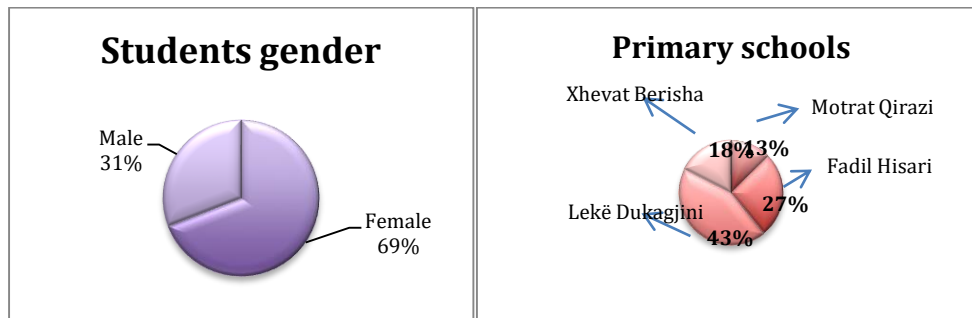 Students gender
Male
31%
Female
69%
Primary schools
Xhevat Berisha
Motrat Qirazi
18%
13%
Fadil Hisari
27%
Lekë Dukagjini
43%